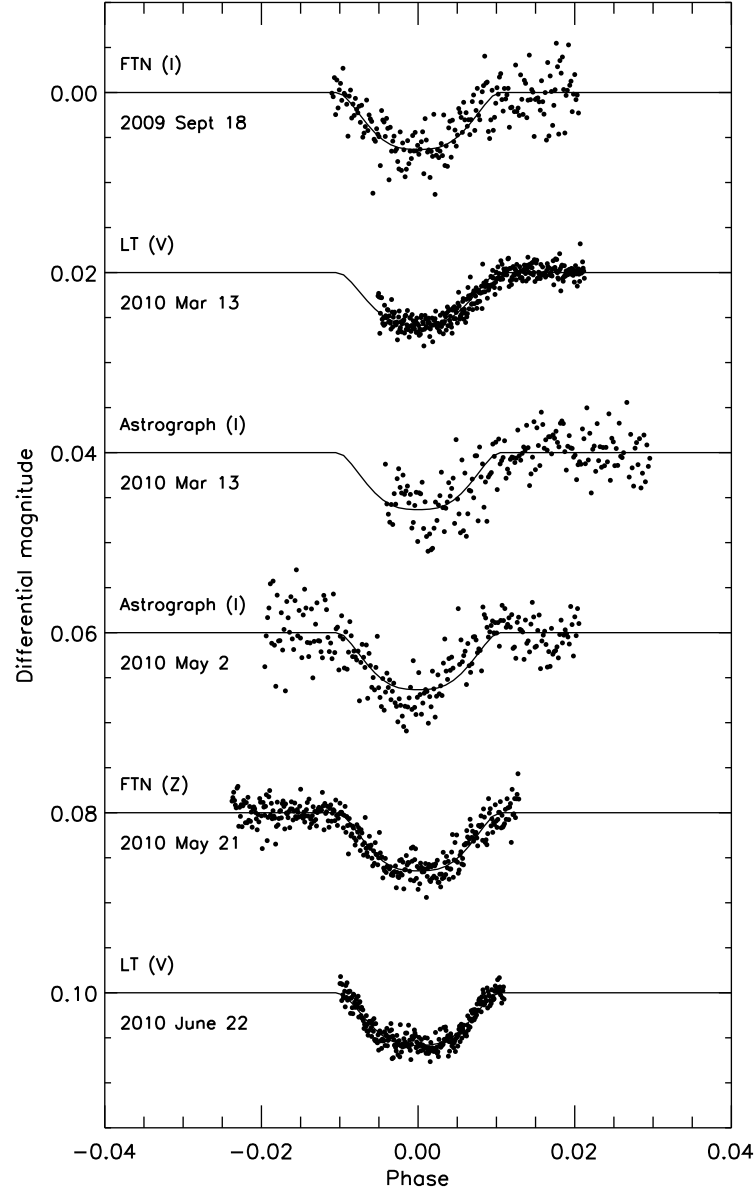 FTN (I)
0.00
2009 Sept 18
LT (V)
0.02
2010 Mar 13
Astrograph (I)
0.04
2010 Mar 13
Differential magnitude
Astrograph (I)
0.06
2010 May 2
FTN (Z)
0.08
2010 May 21
LT (V)
0.10
2010 June 22
−0.04 −0.02 0.00 0.02 0.04
Phase